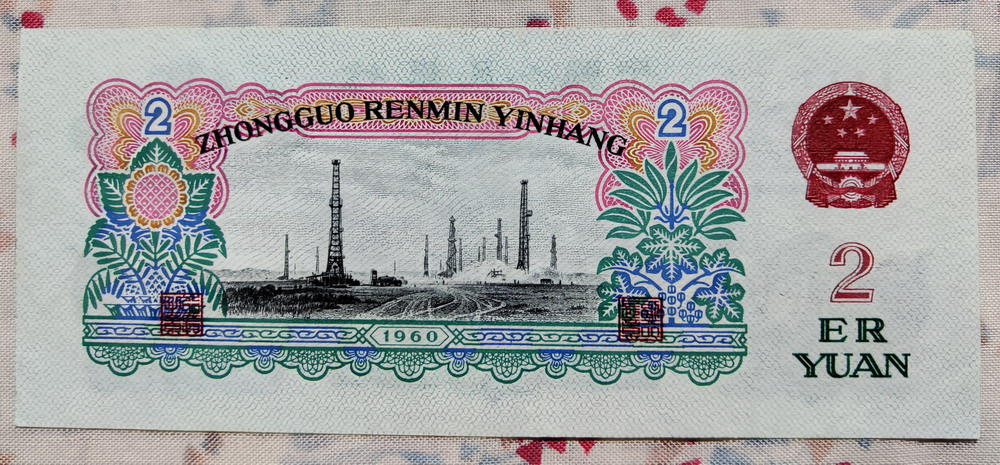 2
2
ZHONGGUO RENMIN YINHANG
1960
2
ER
YUAN